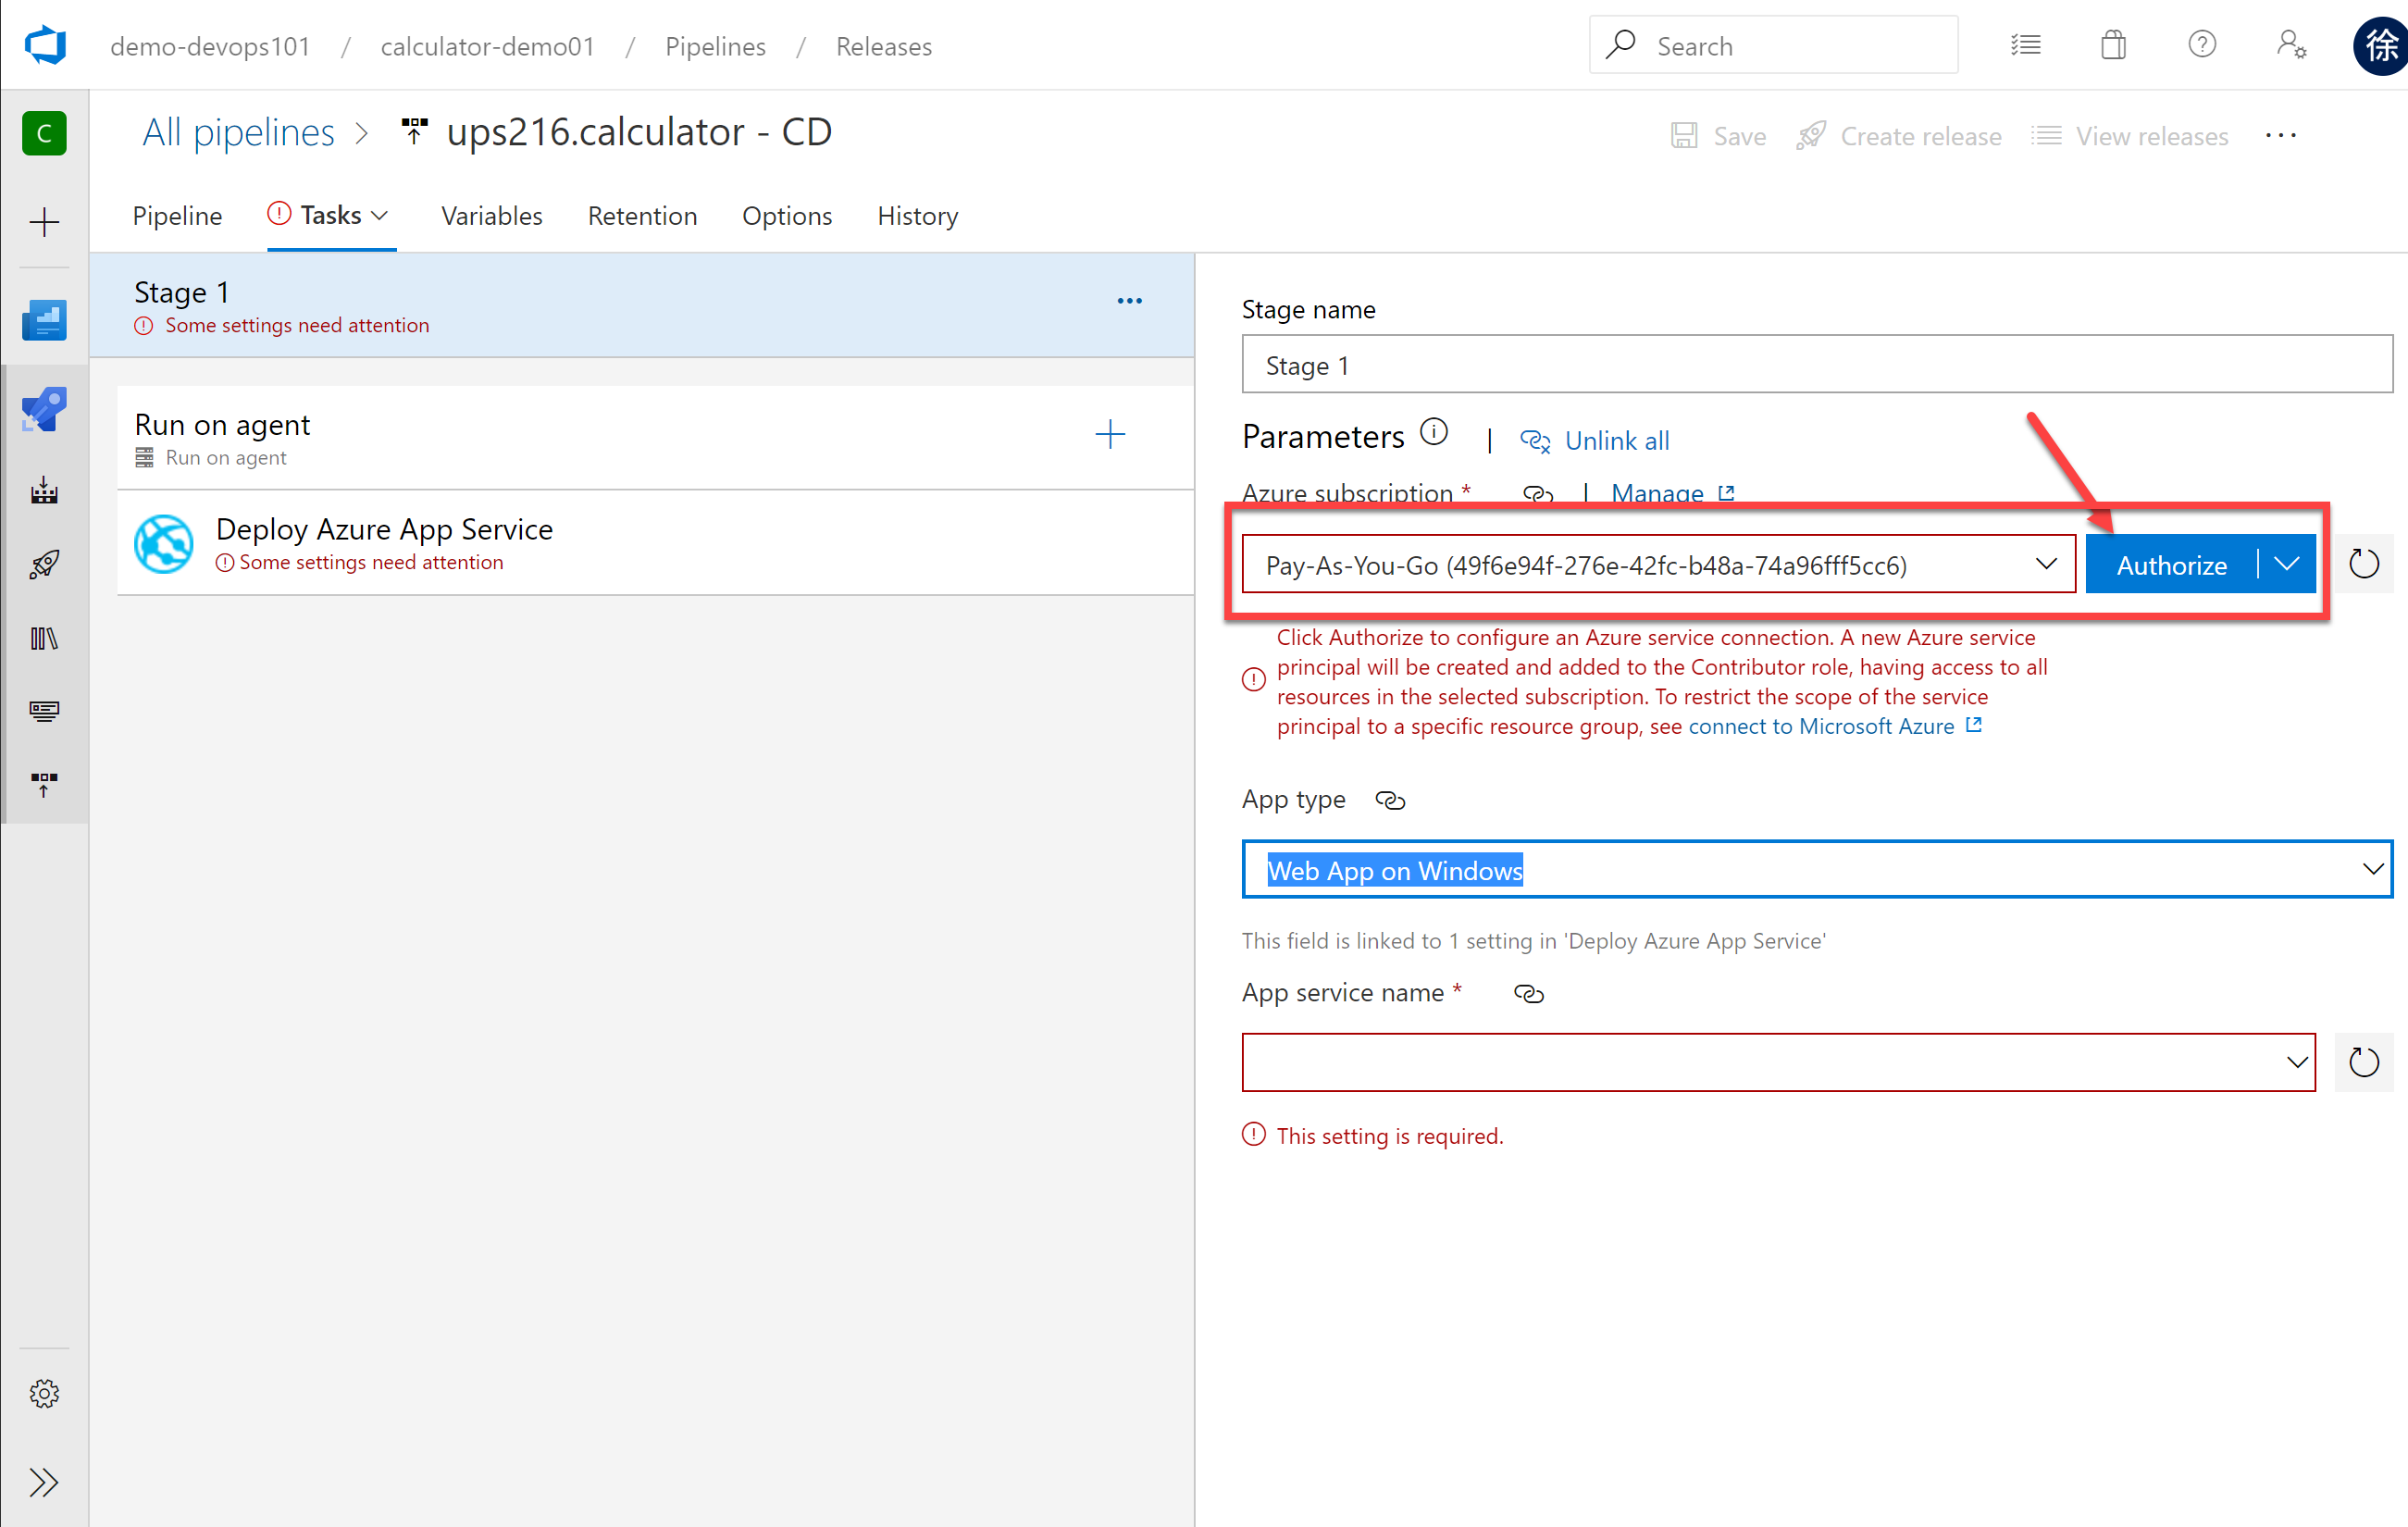 demo-devops101 / calculator-demo01 / Pipelines / Releases
Search
徐
C
All pipelines > ups216.calculator - CD
Save Create release View releases ...
Pipeline Tasks Variables Retention Options History
Stage 1
Some settings need attention
Run on agent
Run on agent
Deploy Azure App Service
Some settings need attention
Stage name
Stage 1
Parameters | Unlink all
Azure subscription * | Manage
Pay-As-You-Go (49f6e94f-276e-42fc-b48a-74a96fff5cc6)
Authorize
Click Authorize to configure an Azure service connection. A new Azure service
principal will be created and added to the Contributor role, having access to all
resources in the selected subscription. To restrict the scope of the service
principal to a specific resource group, see connect to Microsoft Azure
App type
Web App on Windows
This field is linked to 1 setting in 'Deploy Azure App Service'
App service name *
This setting is required.